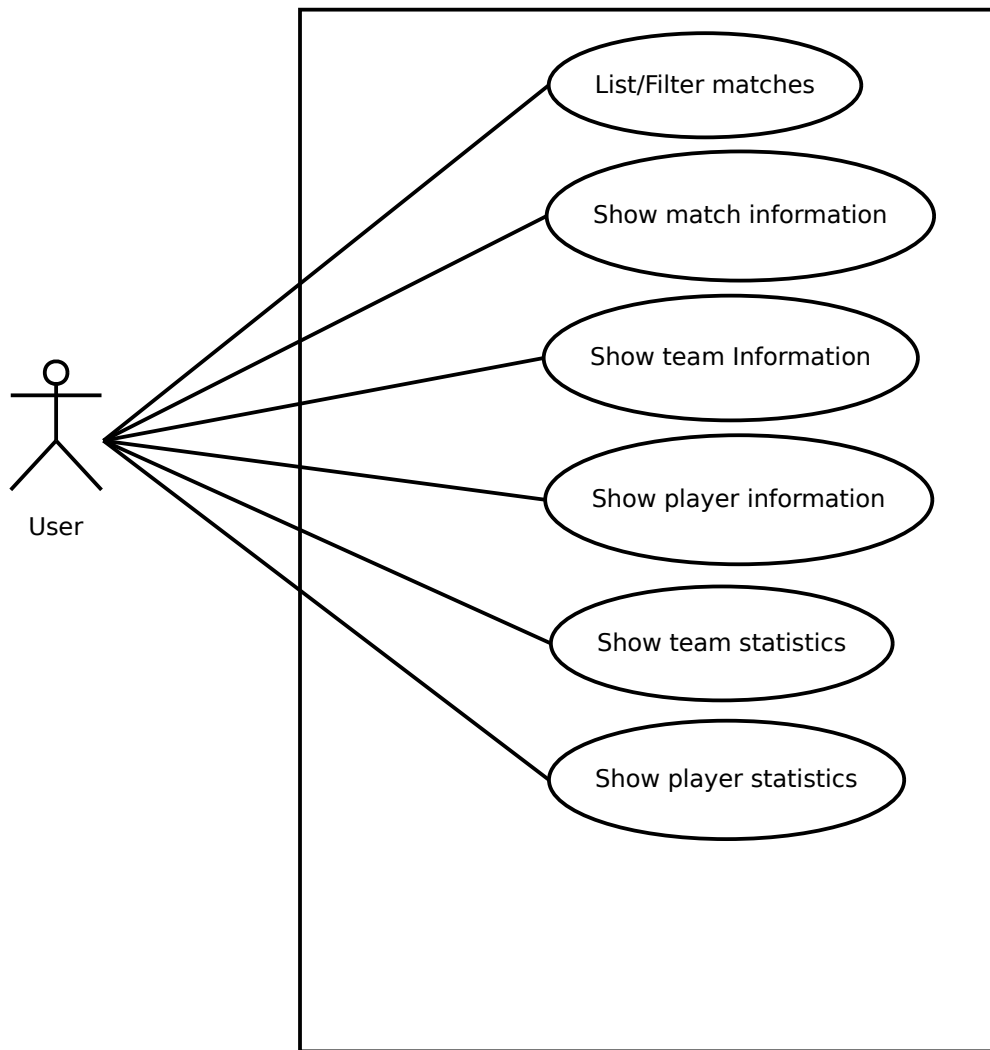 List/Filter matches
Show match information
Show team Information
Show player information
User
Show team statistics
Show player statistics